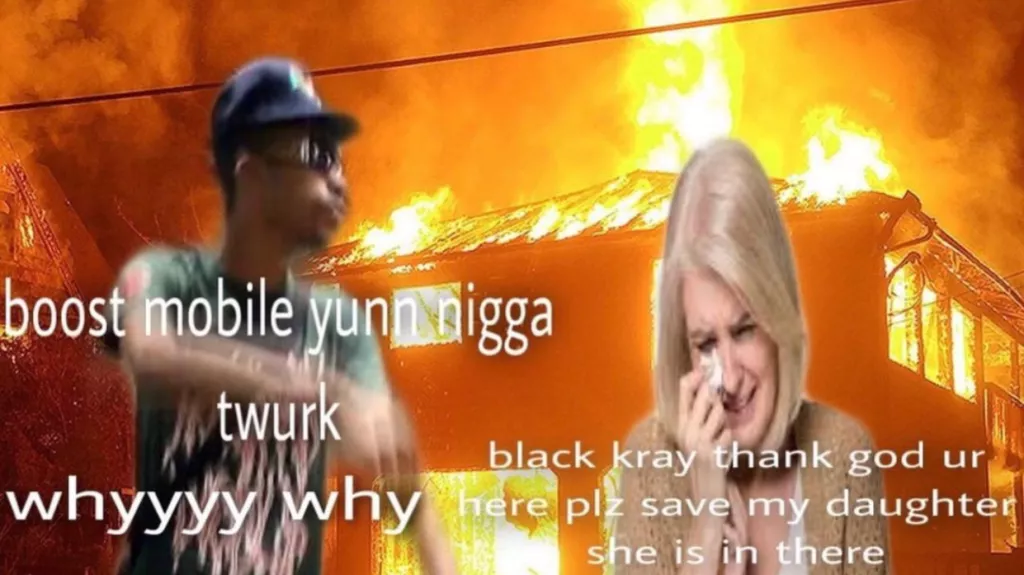 boost mobile yunn nigga
twurk
whyyyy why
black kray thank god ur
here plz save my daughter
she is in there